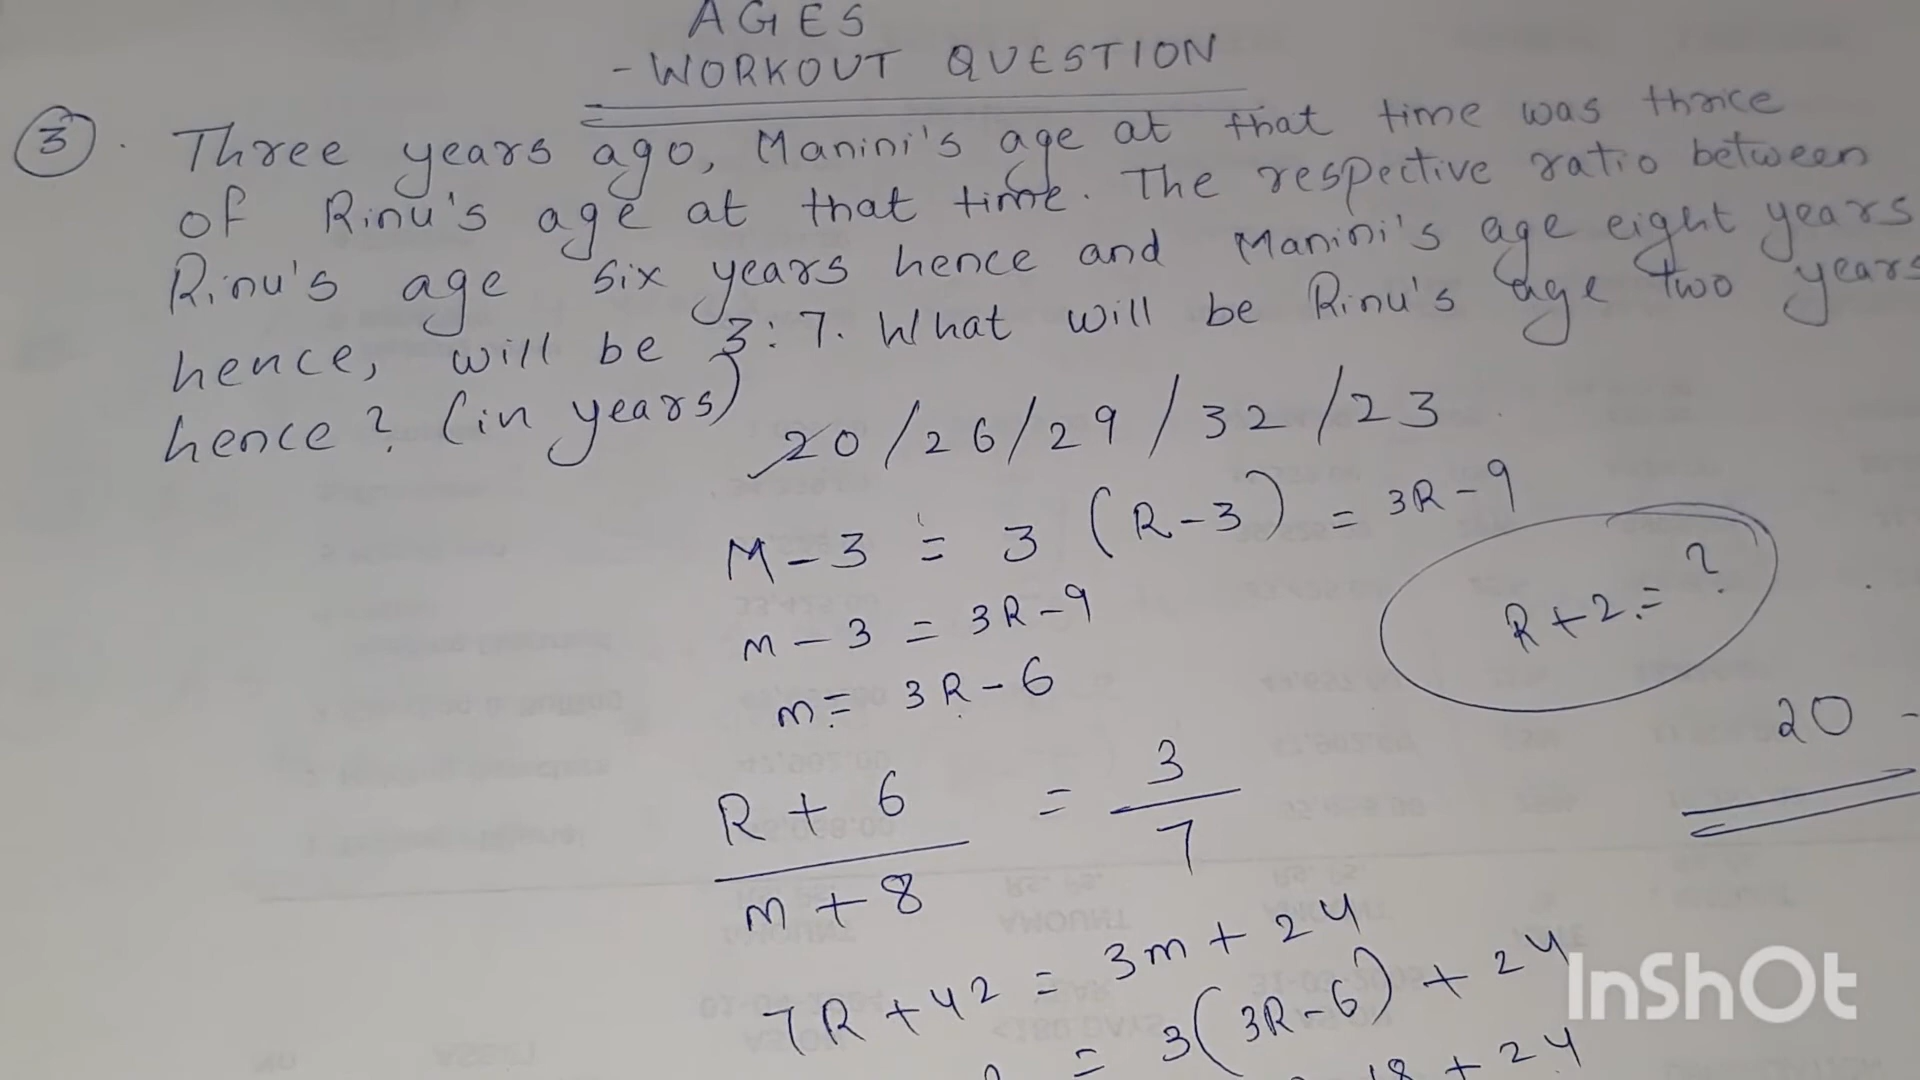 AGES
- WORKOUT QUESTION
3. Three years ago, Manini's age at that time was thrice
of Rinu's age at that time. The respective ratio between
Rinu's age six years hence and Manini's age eight years
hence, will be 3:7. What will be Rinu's age two years
hence? (in years)
20/26/29/32/23
M-3 = 3(R-3) = 3R-9
m-3 = 3R-9
R+2 = ?
m = 3R-6
20
R+6 / m+8 = 3/7
7R+42 = 3m+24
= 3(3R-6)+24
18+24
InShOt